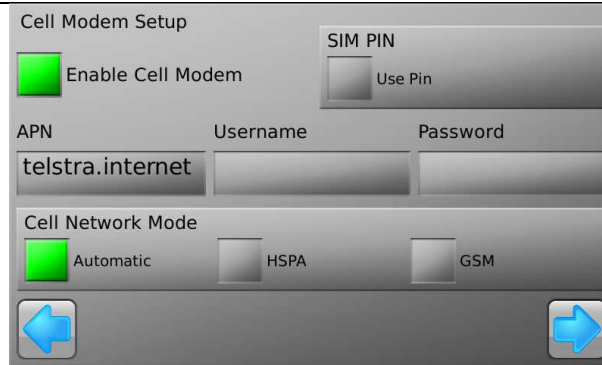 Cell Modem Setup
SIM PIN
Enable Cell Modem
Use Pin
APN Username Password
telstra.internet
Cell Network Mode
Automatic HSPA GSM